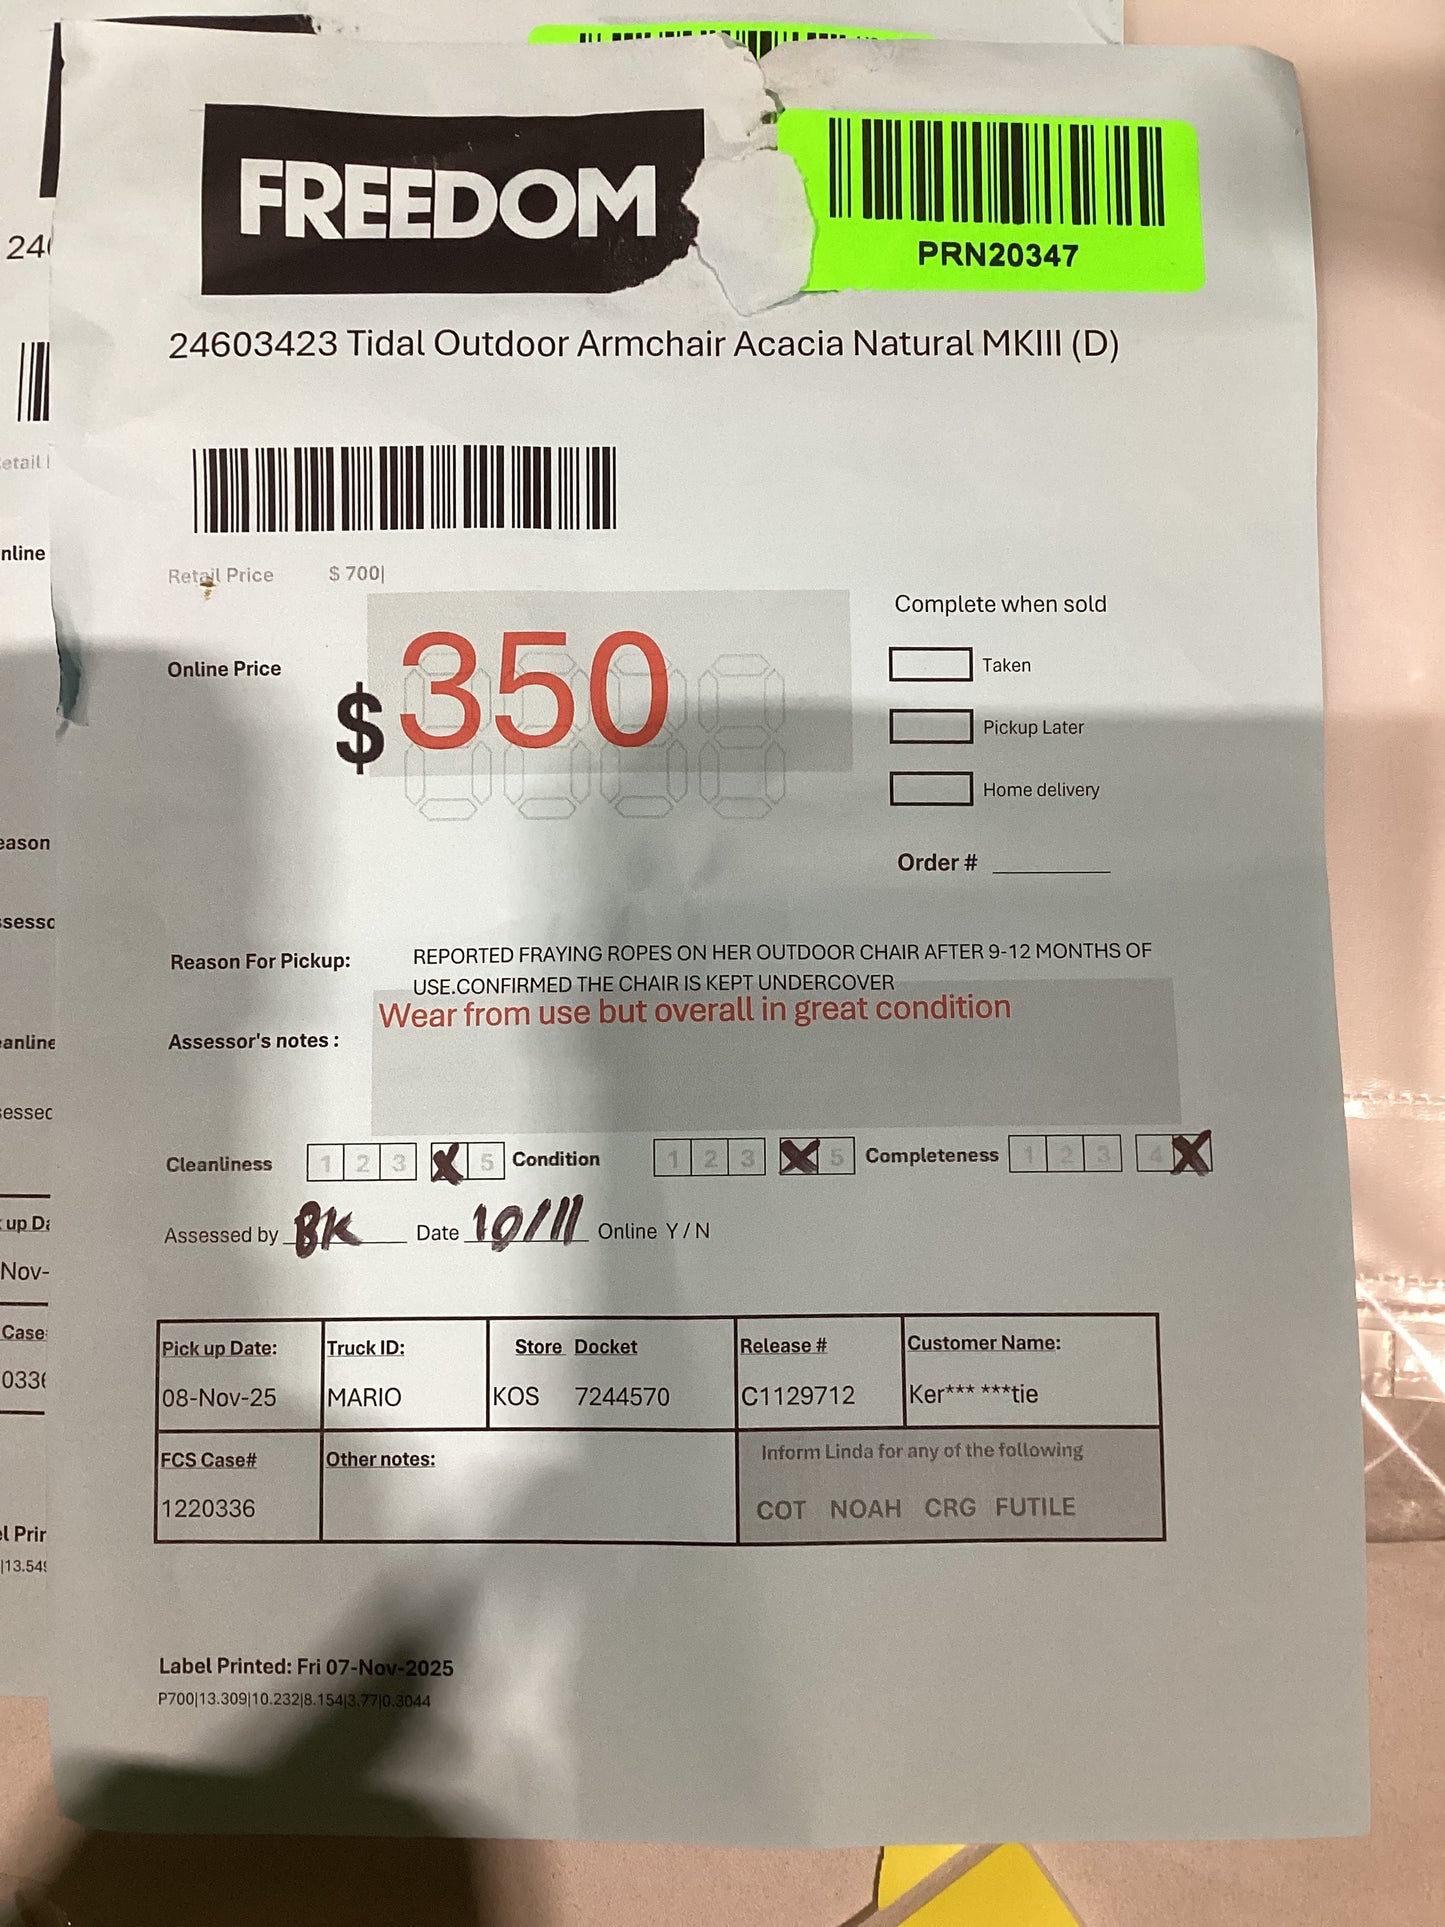 FREEDOM
PRN20347
24603423 Tidal Outdoor Armchair Acacia Natural MKIII (D)
Retail Price $ 700|
Complete when sold
Online Price
$ 350
Taken
Pickup Later
Home delivery
Order #
Reason For Pickup: REPORTED FRAYING ROPES ON HER OUTDOOR CHAIR AFTER 9-12 MONTHS OF
USE.CONFIRMED THE CHAIR IS KEPT UNDERCOVER
Wear from use but overall in great condition
Assessor's notes :
Cleanliness 1 2 3 X 5 Condition 1 2 3 X 5 Completeness 1 2 3 4 X
Assessed by BK Date 10/11 Online Y / N
Pick up Date: Truck ID: Store Docket Release # Customer Name:
08-Nov-25 MARIO KOS 7244570 C1129712 Ker*** ***tie
FCS Case# Other notes: Inform Linda for any of the following
1220336 COT NOAH CRG FUTILE
Label Printed: Fri 07-Nov-2025
P700|13.309|10.232|8.154|3.77|0.3044